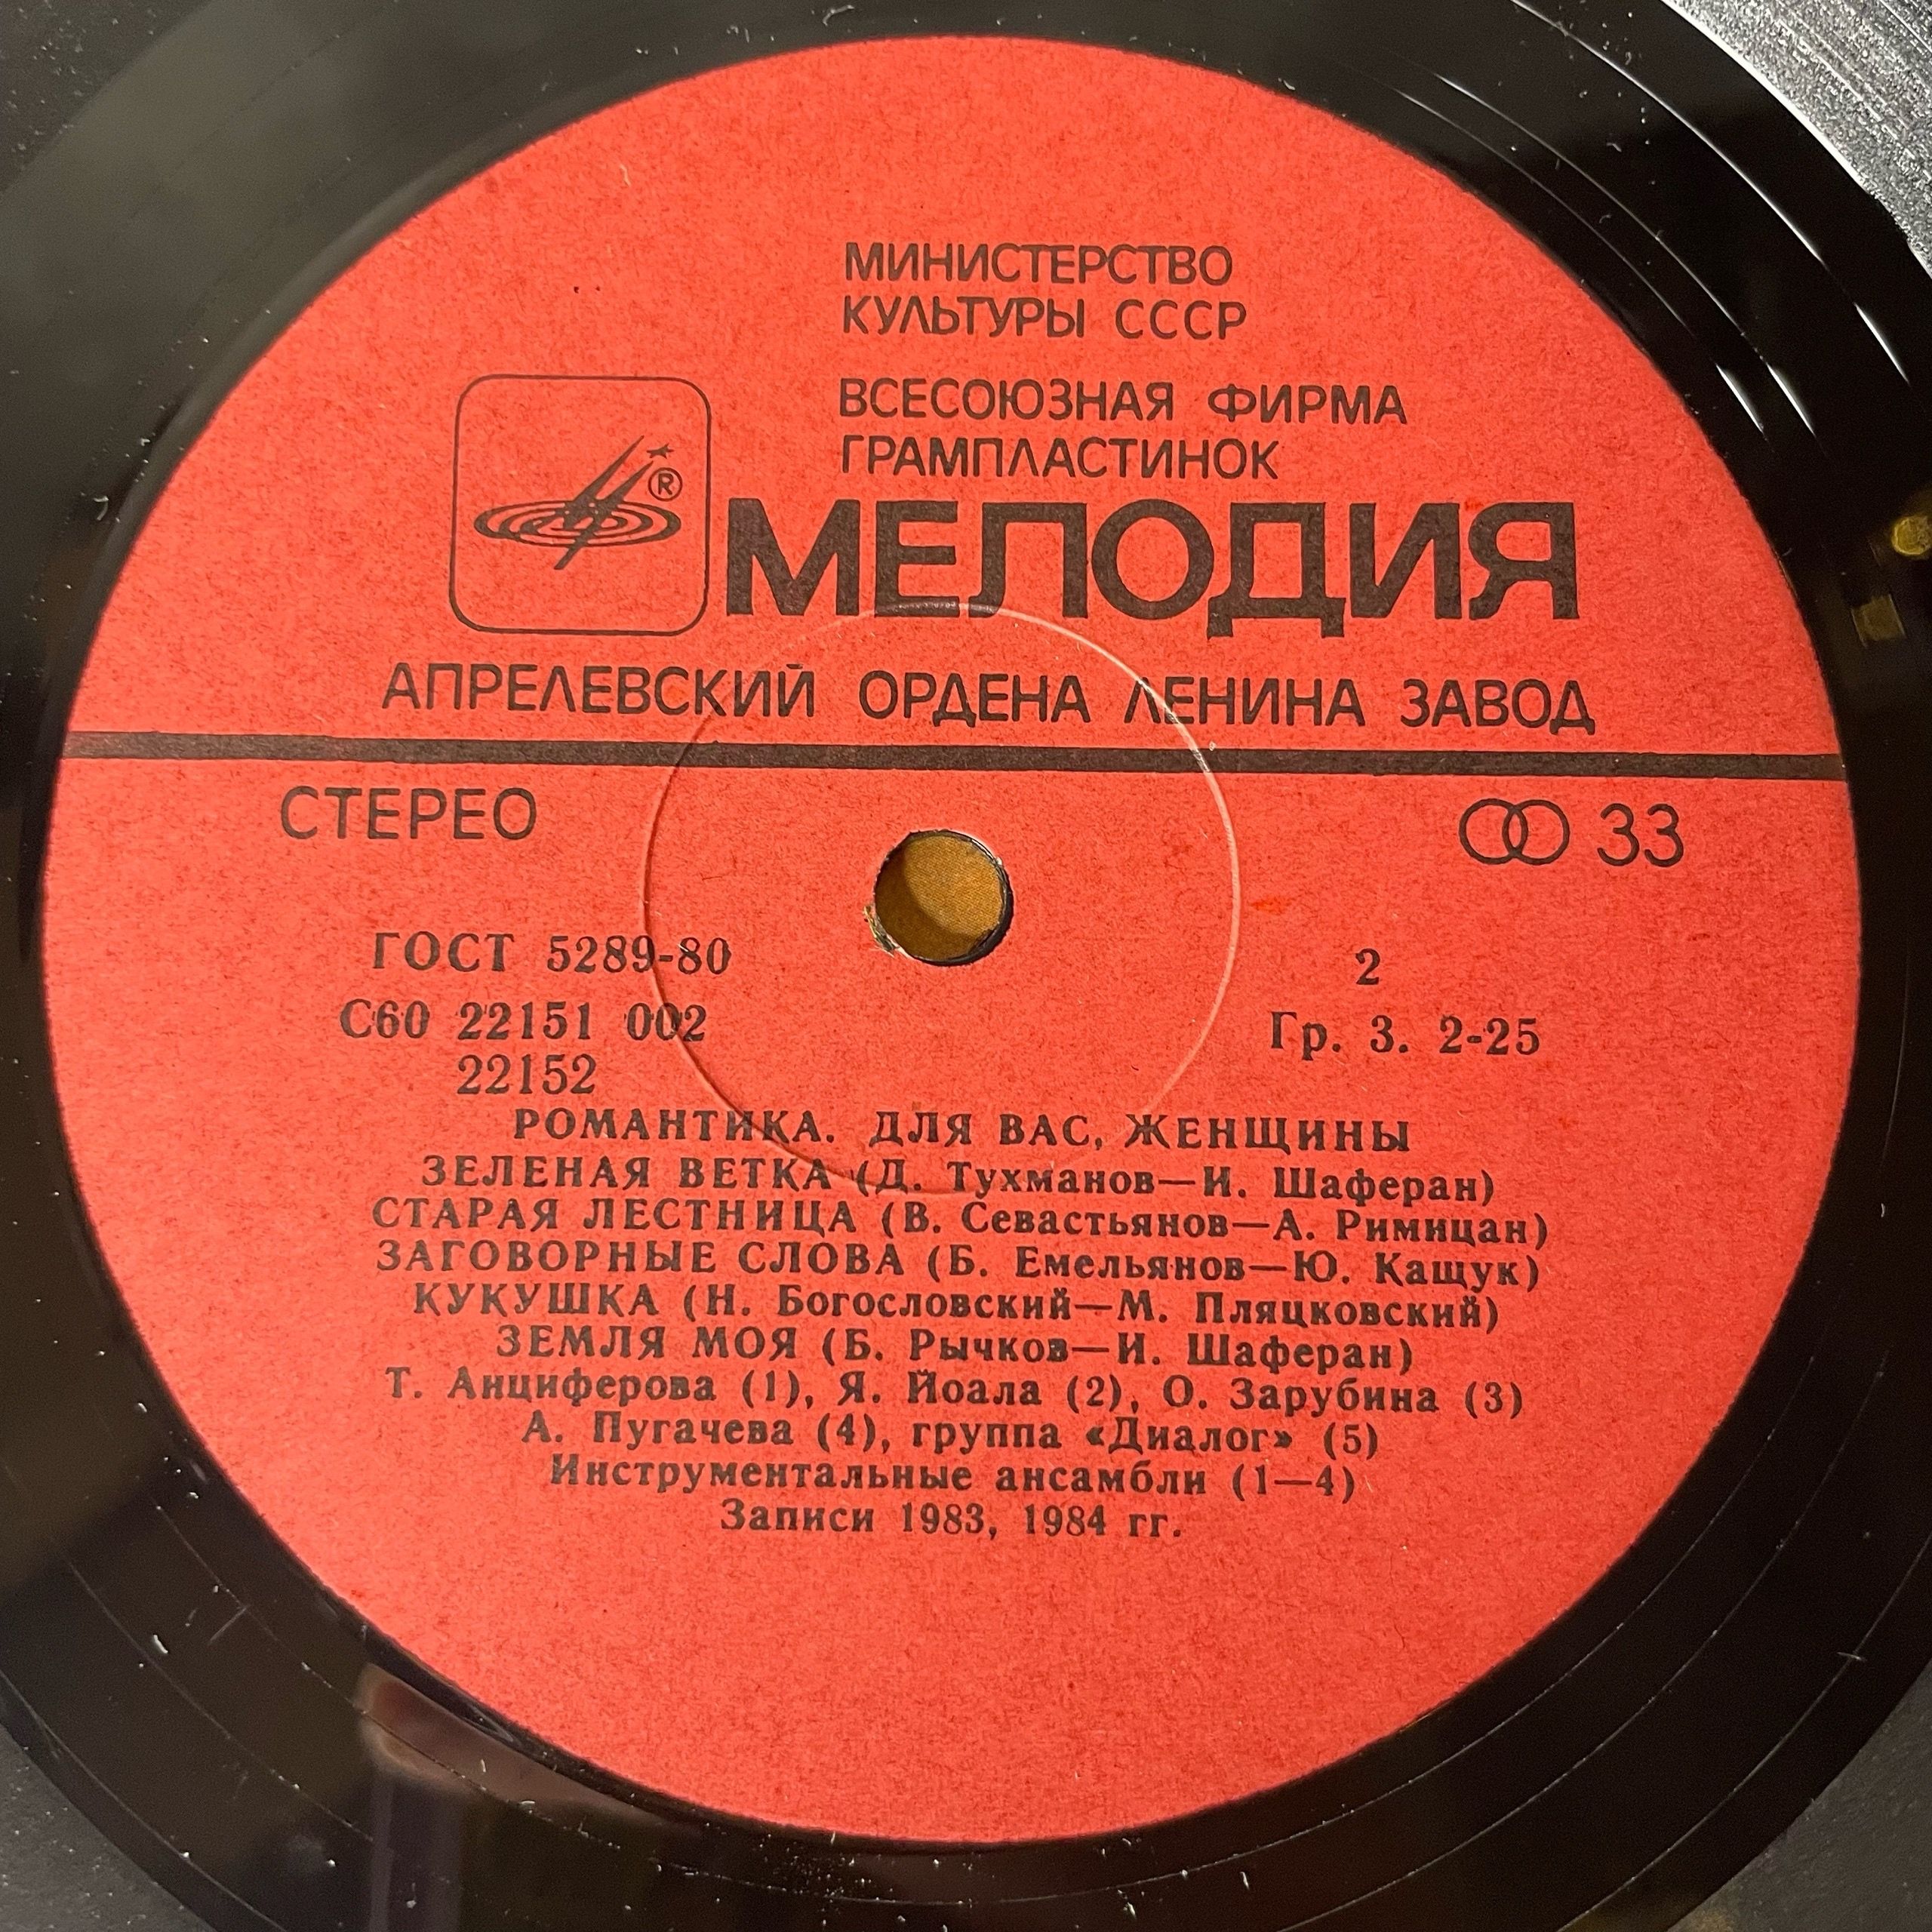 МИНИСТЕРСТВО
КУЛЬТУРЫ СССР
ВСЕСОЮЗНАЯ ФИРМА
ГРАМПЛАСТИНОК
®
МЕЛОДИЯ
АПРЕЛЕВСКИЙ ОРДЕНА ЛЕНИНА ЗАВОД
СТЕРЕО
33
ГОСТ 5289-80
2
С60 22151 002
Гр. 3. 2-25
22152
РОМАНТИКА. ДЛЯ ВАС, ЖЕНЩИНЫ
ЗЕЛЕНАЯ ВЕТКА (Д. Тухманов—И. Шаферан)
СТАРАЯ ЛЕСТНИЦА (В. Севастьянов—А. Римицан)
ЗАГОВОРНЫЕ СЛОВА (Б. Емельянов—Ю. Кащук)
КУКУШКА (Н. Богословский—М. Пляцковский)
ЗЕМЛЯ МОЯ (Б. Рычков—И. Шаферан)
Т. Анциферова (1), Я. Йоала (2), О. Зарубина (3)
А. Пугачева (4), группа «Диалог» (5)
Инструментальные ансамбли (1—4)
Записи 1983, 1984 гг.